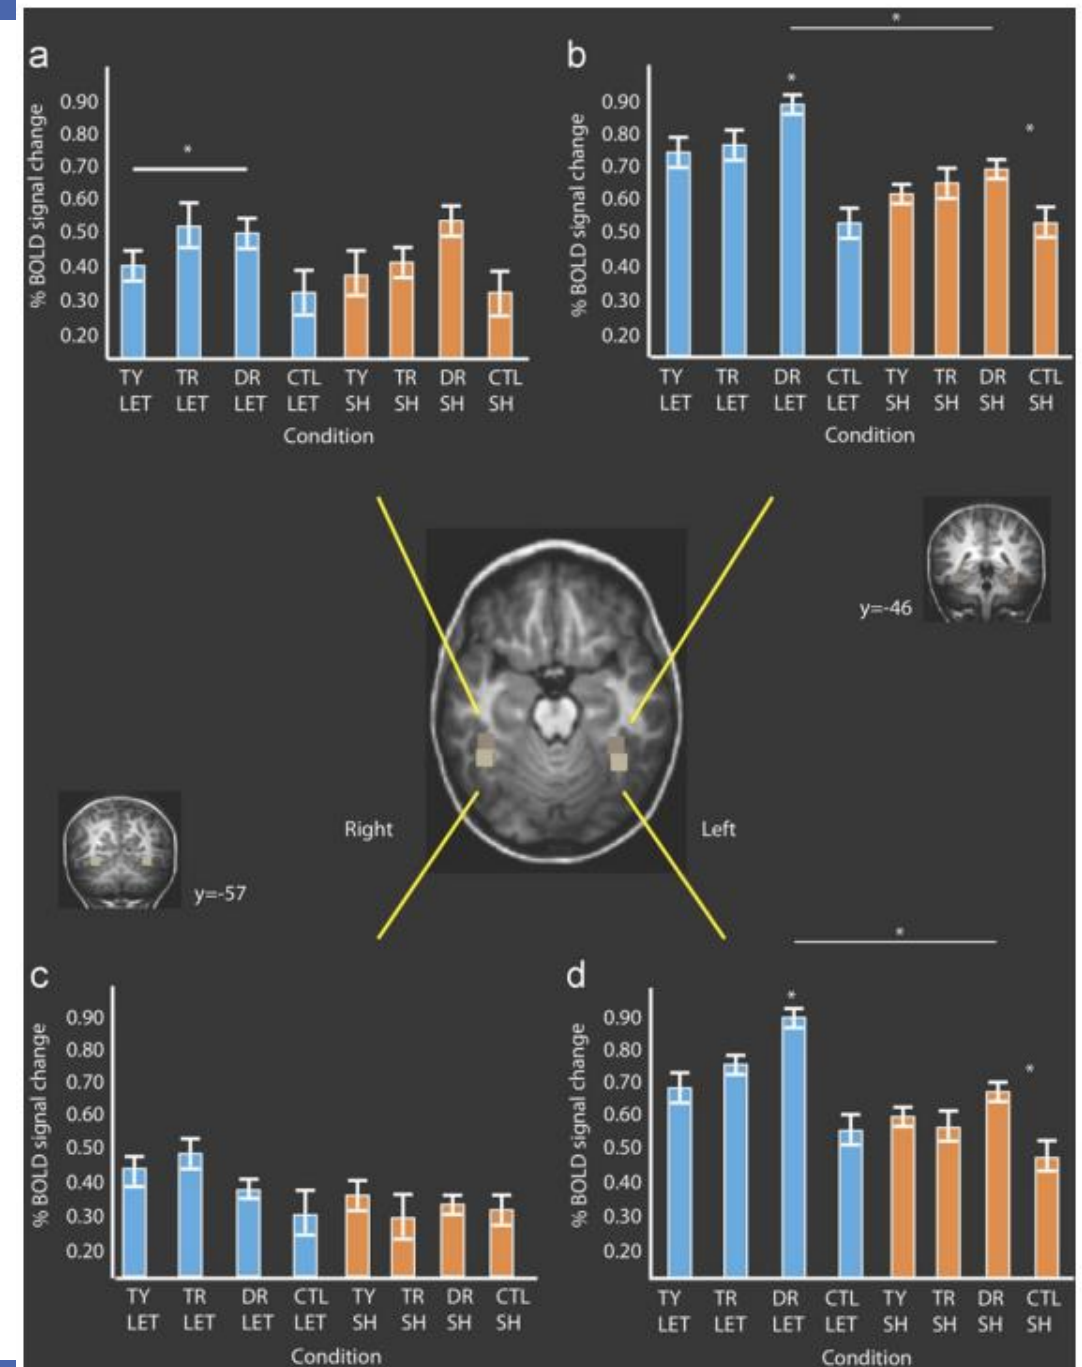 a
*
% BOLD signal change
0.90
0.80
0.70
0.60
0.50
0.40
0.30
0.20
TY TR DR CTL TY TR DR CTL
LET LET LET LET SH SH SH SH
Condition
*
b
*
*
% BOLD signal change
0.90
0.80
0.70
0.60
0.50
0.40
0.30
0.20
TY TR DR CTL TY TR DR CTL
LET LET LET LET SH SH SH SH
Condition
y=-46
Right
Left
y=-57
c
% BOLD signal change
0.90
0.80
0.70
0.60
0.50
0.40
0.30
0.20
TY TR DR CTL TY TR DR CTL
LET LET LET LET SH SH SH SH
Condition
*
d
*
*
% BOLD signal change
0.90
0.80
0.70
0.60
0.50
0.40
0.30
0.20
TY TR DR CTL TY TR DR CTL
LET LET LET LET SH SH SH SH
Condition